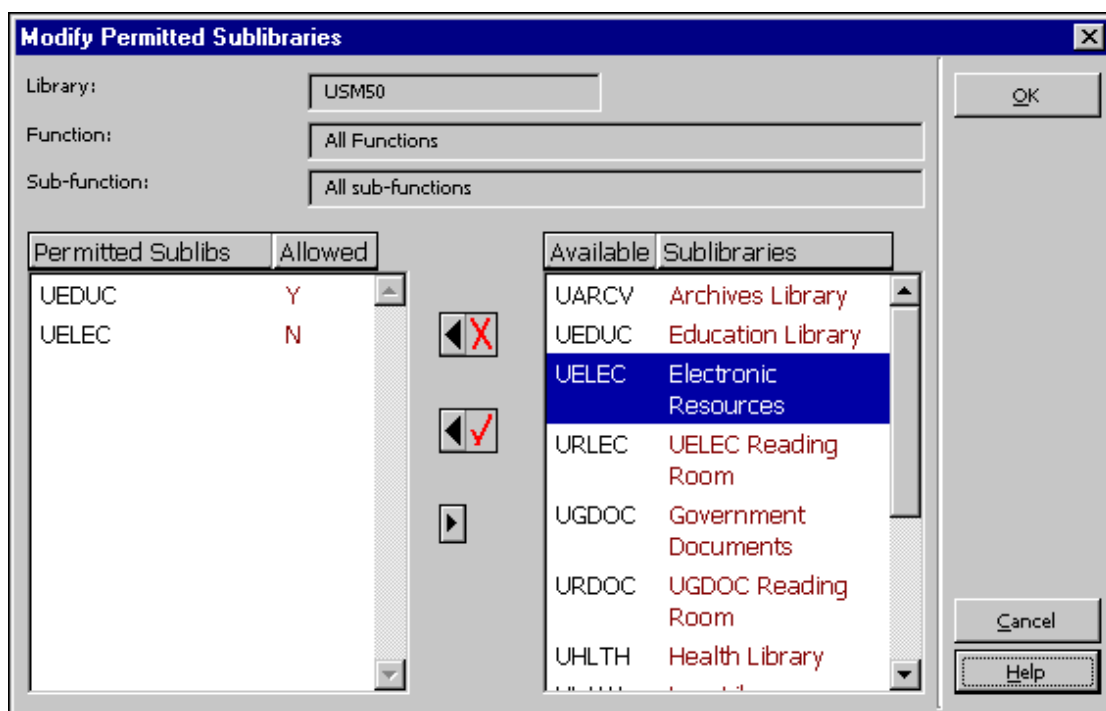 Modify Permitted Sublibraries
Library: USM50
OK
Function: All Functions
Sub-function: All sub-functions
Permitted Sublibs Allowed
UEDUC Y
UELEC N
Available Sublibraries
UARCV Archives Library
UEDUC Education Library
UELEC Electronic
Resources
URLEC UELEC Reading
Room
UGDOC Government
Documents
URDOC UGDOC Reading
Room
UHLTH Health Library
Cancel
Help